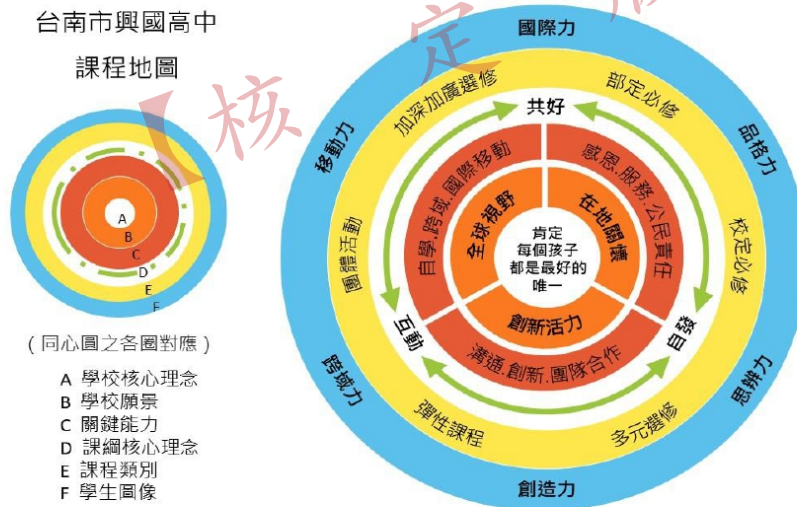 台南市興國高中
課程地圖
A
B
C
D
E
F
(同心圓之各圈對應)
A 學校核心理念
B 學校願景
C 關鍵能力
D 課綱核心理念
E 課程類別
F 學生圖像
【核定
國際力
品格力
思辨力
創造力
跨域力
移動力
加深加廣選修
部定必修
校定必修
多元選修
彈性課程
團體活動
共好
自發
互動
自學.跨域.國際移動
感恩.服務.公民責任
溝通.創新.團隊合作
全球視野
在地關懷
創新活力
肯定
每個孩子
都是最好的
唯一